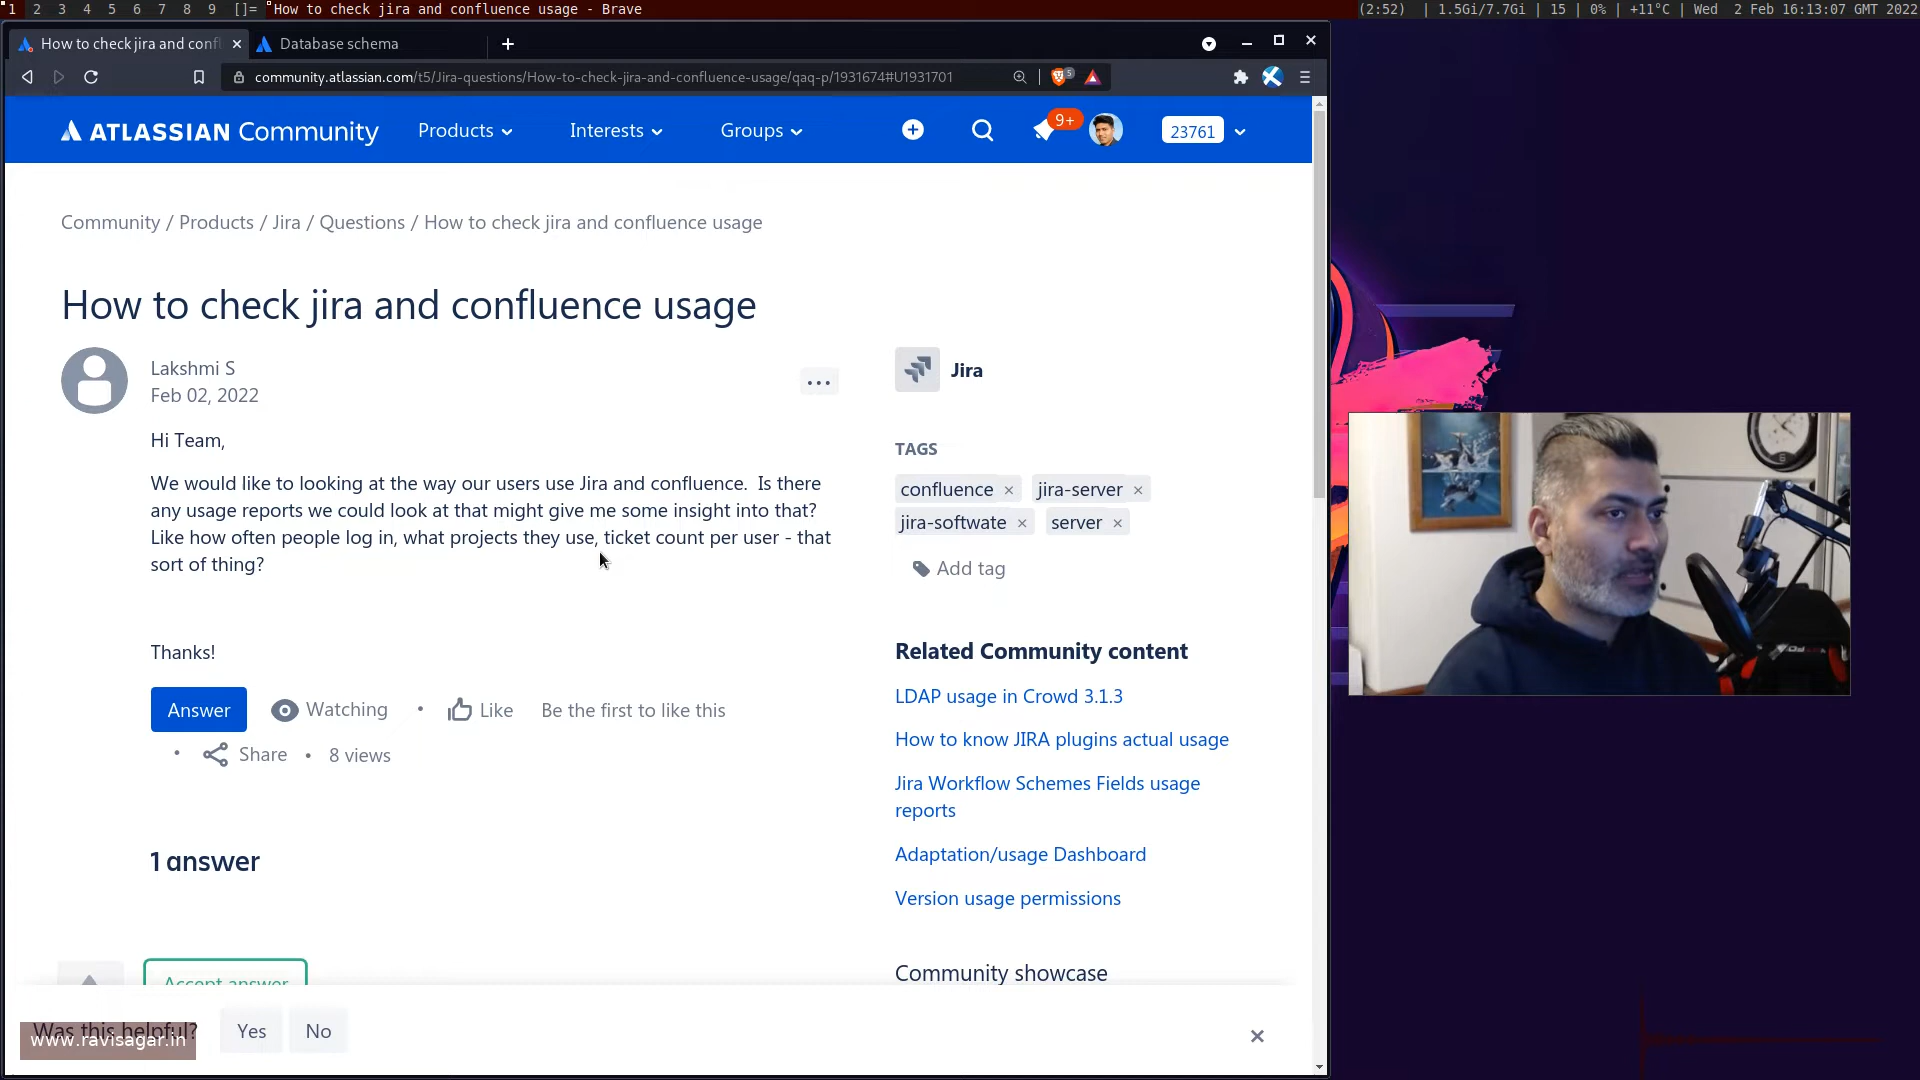 1 2 3 4 5 6 7 8 9 []= How to check jira and confluence usage - Brave (2:52) | 1.5Gi/7.7Gi | 15 | 0% | +11°C | Wed 2 Feb 16:13:07 GMT 2022
How to check jira and conf × Database schema +
community.atlassian.com/t5/Jira-questions/How-to-check-jira-and-confluence-usage/qaq-p/1931674#U1931701 5
ATLASSIAN Community Products Interests Groups 9+ 23761
Community / Products / Jira / Questions / How to check jira and confluence usage
How to check jira and confluence usage
Lakshmi S
Feb 02, 2022
...
Hi Team,
We would like to looking at the way our users use Jira and confluence. Is there
any usage reports we could look at that might give me some insight into that?
Like how often people log in, what projects they use, ticket count per user - that
sort of thing?
Thanks!
Answer Watching • Like Be the first to like this
• Share • 8 views
1 answer
Accept answer
Jira
TAGS
confluence × jira-server ×
jira-softwate × server ×
Add tag
Related Community content
LDAP usage in Crowd 3.1.3
How to know JIRA plugins actual usage
Jira Workflow Schemes Fields usage
reports
Adaptation/usage Dashboard
Version usage permissions
Community showcase
Was this helpful? Yes No ×
www.ravisagar.in